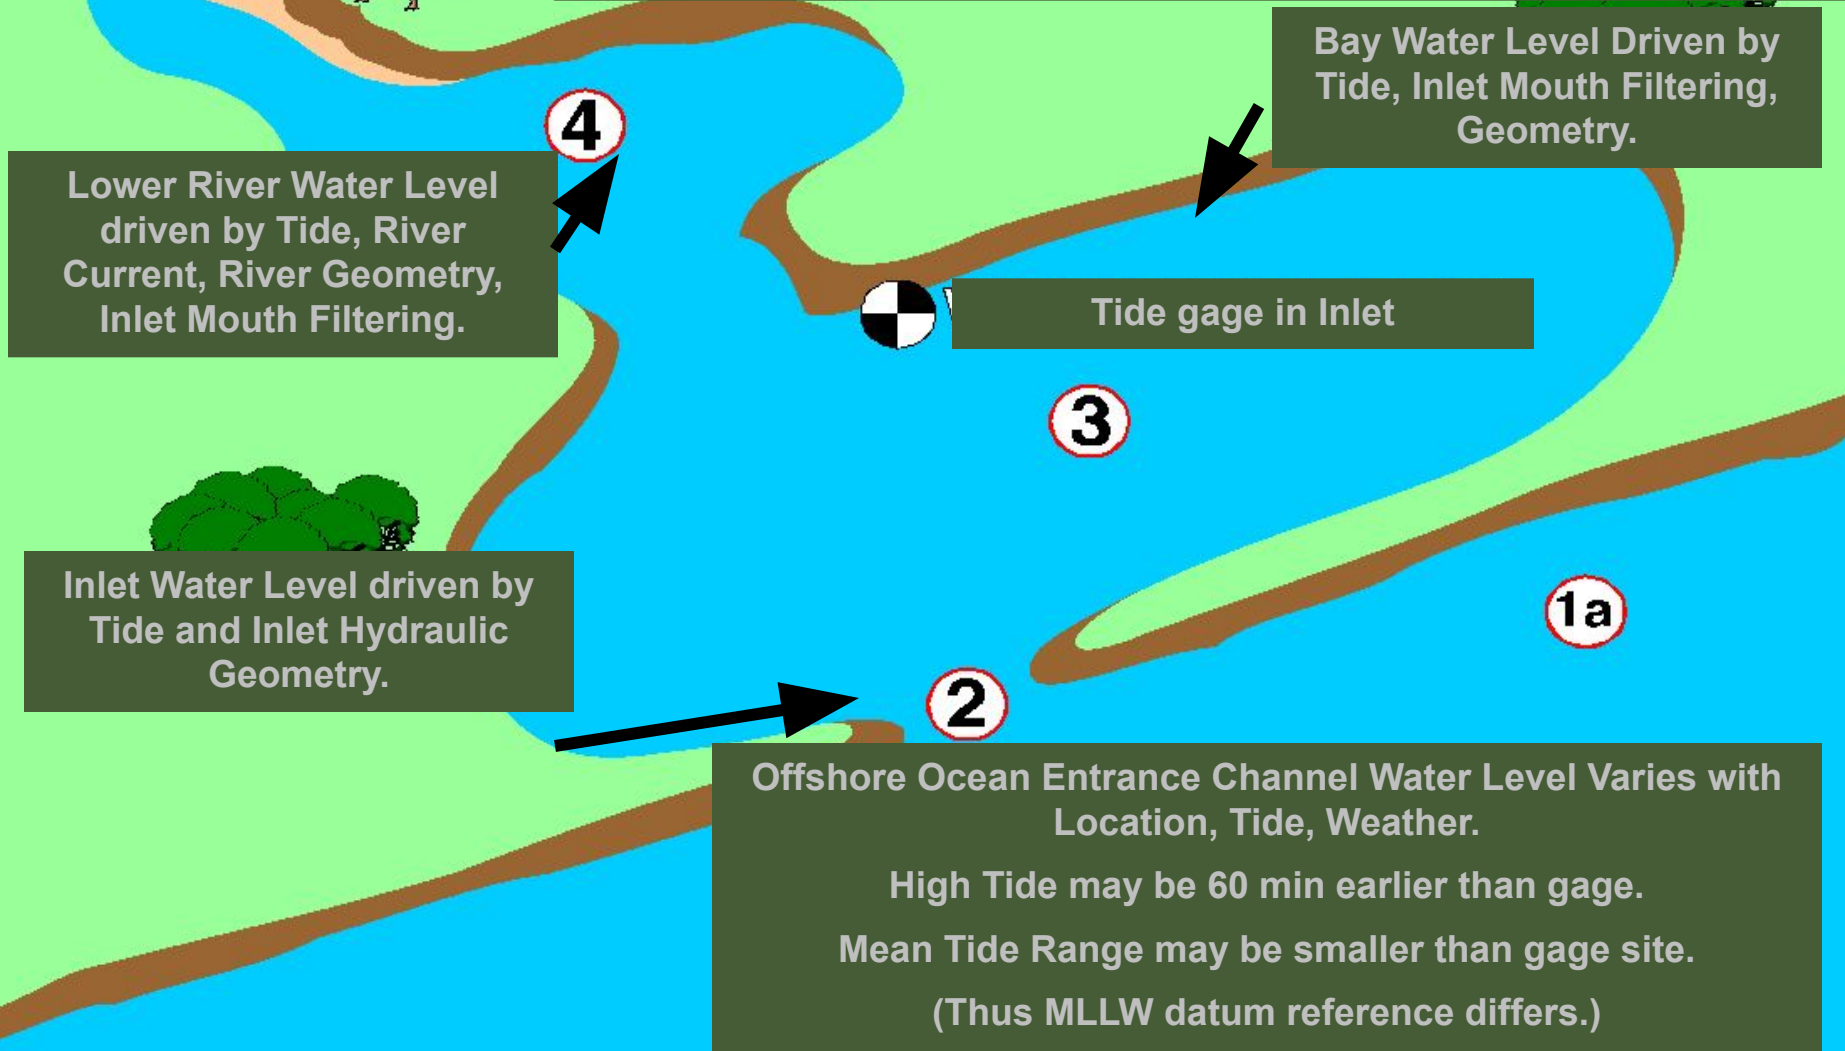 Bay Water Level Driven by
Tide, Inlet Mouth Filtering,
Geometry.
4
Lower River Water Level
driven by Tide, River
Current, River Geometry,
Inlet Mouth Filtering.
Tide gage in Inlet
3
Inlet Water Level driven by
Tide and Inlet Hydraulic
Geometry.
1a
2
Offshore Ocean Entrance Channel Water Level Varies with
Location, Tide, Weather.
High Tide may be 60 min earlier than gage.
Mean Tide Range may be smaller than gage site.
(Thus MLLW datum reference differs.)